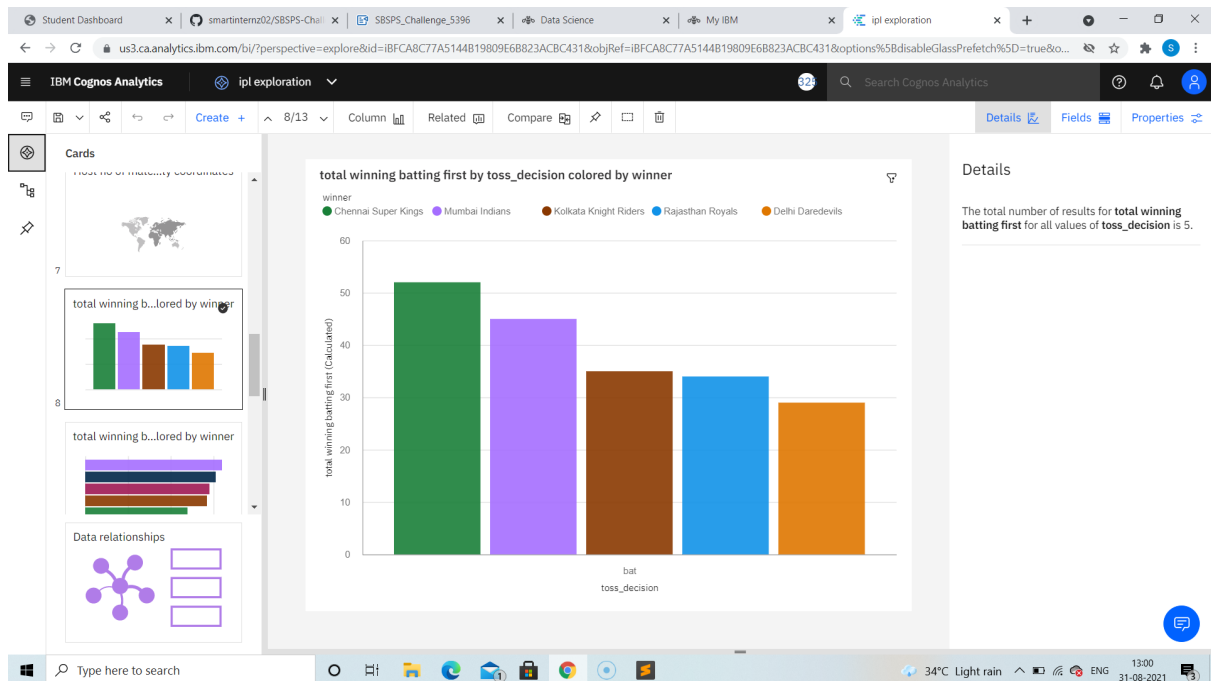 Student Dashboard
smartinternz02/SBSPS-Chall
SBSPS_Challenge_5396
Data Science
My IBM
ipl exploration
us3.ca.analytics.ibm.com/bi/?perspective=explore&id=iBFCA8C77A5144B19809E6B823ACBC431&objRef=iBFCA8C77A5144B19809E6B823ACBC431&options%5BdisableGlassPrefetch%5D=true&o...
S
IBM Cognos Analytics
ipl exploration
325
Search Cognos Analytics
Create +
8/13
Column
Related
Compare
Details
Fields
Properties
Cards
7
total winning b...lored by winner
8
total winning b...lored by winner
Data relationships
total winning batting first by toss_decision colored by winner
winner
Chennai Super Kings
Mumbai Indians
Kolkata Knight Riders
Rajasthan Royals
Delhi Daredevils
total winning batting first (Calculated)
60
50
40
30
20
10
0
bat
toss_decision
Details
The total number of results for total winning
batting first for all values of toss_decision is 5.
Type here to search
1
34°C Light rain
ENG
13:00
31-08-2021
3